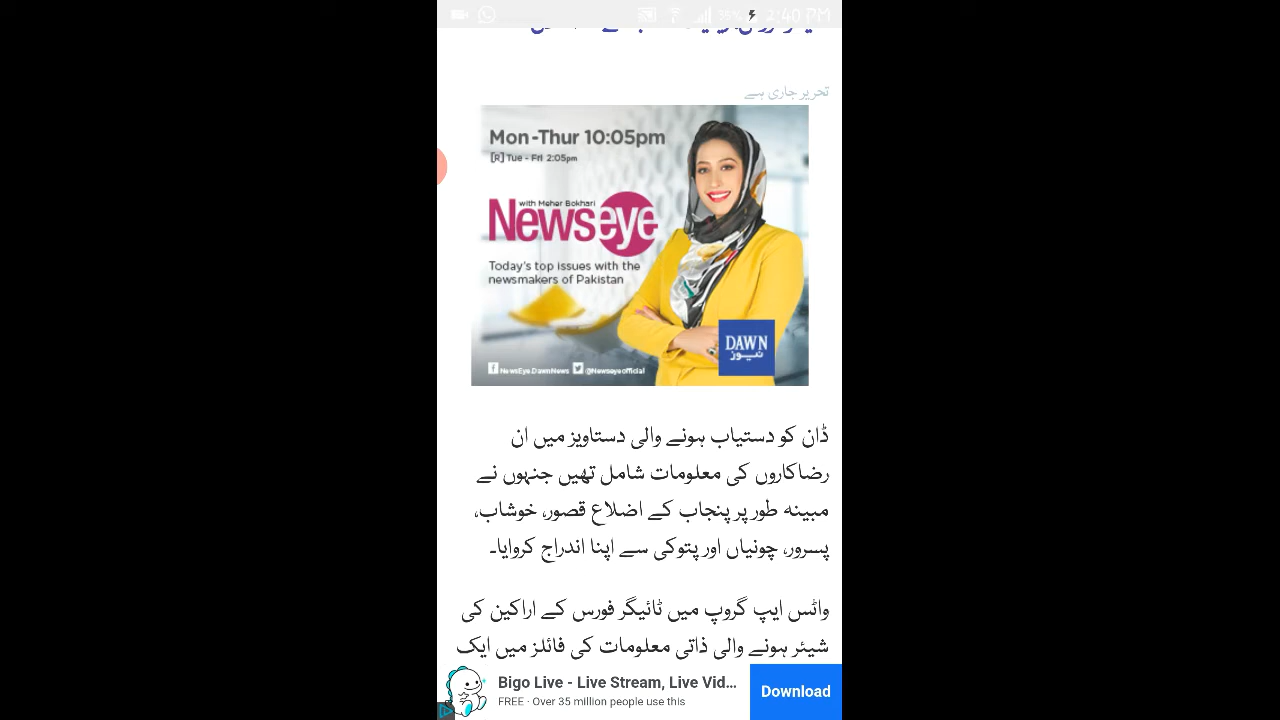 35% 2:40 PM
تحریر جاری ہے
Mon-Thur 10:05pm
[R] Tue - Fri 2:05pm
with Meher Bokhari
Newseye
Today's top issues with the
newsmakers of Pakistan
DAWN
نیوز
NewsEye.DawnNews @Newseyeofficial
ڈان کو دستیاب ہونے والی دستاویز میں ان
رضاکاروں کی معلومات شامل تھیں جنہوں نے
مبینہ طور پر پنجاب کے اضلاع قصور، خوشاب،
پسرور، چونیاں اور پتوکی سے اپنا اندراج کروایا۔
واٹس ایپ گروپ میں ٹائیگر فورس کے اراکین کی
شیئر ہونے والی ذاتی معلومات کی فائلز میں ایک
Bigo Live - Live Stream, Live Vid...
FREE · Over 35 million people use this
Download